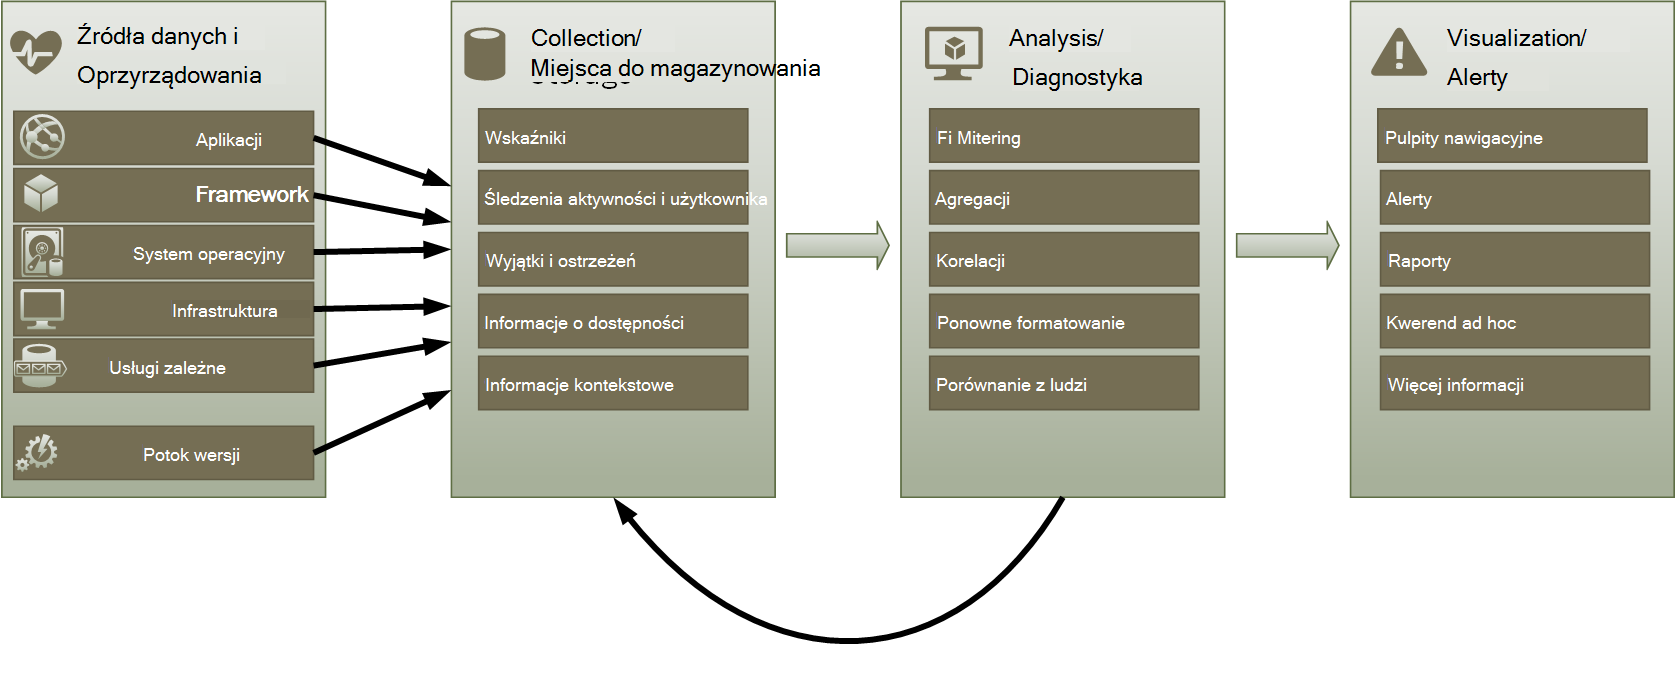 Źródła danych i
Oprzyrządowania
Aplikacji
Framework
System operacyjny
Infrastruktura
Usługi zależne
Potok wersji
Collection/
Miejsca do magazynowania
Storage
Wskaźniki
Śledzenia aktywności i użytkownika
Wyjątki i ostrzeżeń
Informacje o dostępności
Informacje kontekstowe
Analysis/
Diagnostyka
Fi Mitering
Agregacji
Korelacji
Ponowne formatowanie
Porównanie z ludzi
Visualization/
Alerty
Pulpity nawigacyjne
Alerty
Raporty
Kwerend ad hoc
Więcej informacji